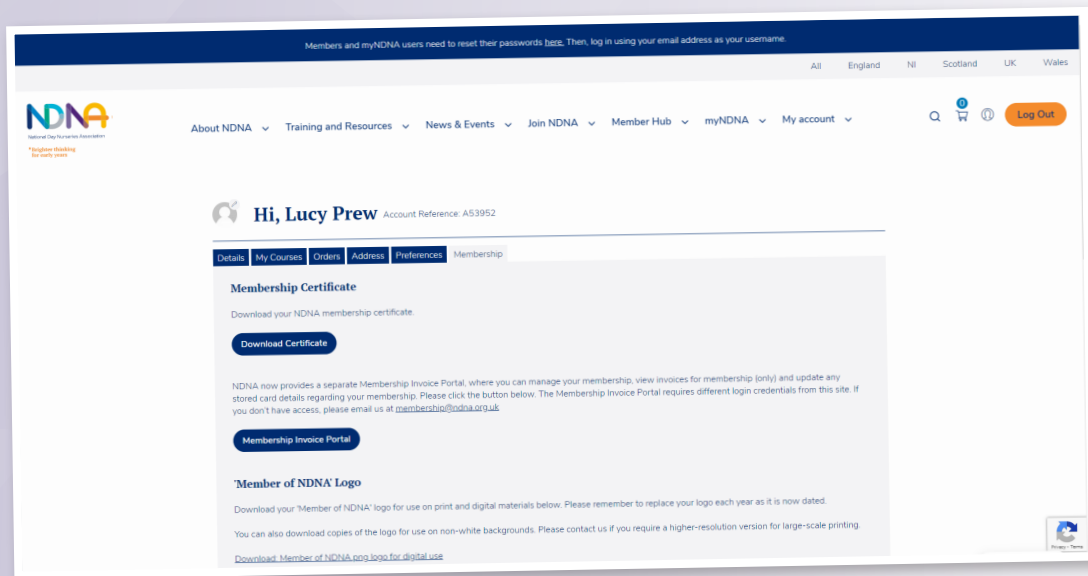 Members and myNDNA users need to reset their passwords here. Then, log in using your email address as your username.
All England NI Scotland UK Wales
NDNA
National Day Nurseries Association
brighter thinking
for early years
About NDNA Training and Resources News & Events Join NDNA Member Hub myNDNA My account 0 Log Out
Hi, Lucy Prew Account Reference: A53952
Details My Courses Orders Address Preferences Membership
Membership Certificate
Download your NDNA membership certificate.
Download Certificate
NDNA now provides a separate Membership Invoice Portal, where you can manage your membership, view invoices for membership (only) and update any
stored card details regarding your membership. Please click the button below. The Membership Invoice Portal requires different login credentials from this site. If
you don't have access, please email us at membership@ndna.org.uk
Membership Invoice Portal
'Member of NDNA' Logo
Download your 'Member of NDNA' logo for use on print and digital materials below. Please remember to replace your logo each year as it is now dated.
You can also download copies of the logo for use on non-white backgrounds. Please contact us if you require a higher-resolution version for large-scale printing.
Download: Member of NDNA png logo for digital use
Privacy - Terms